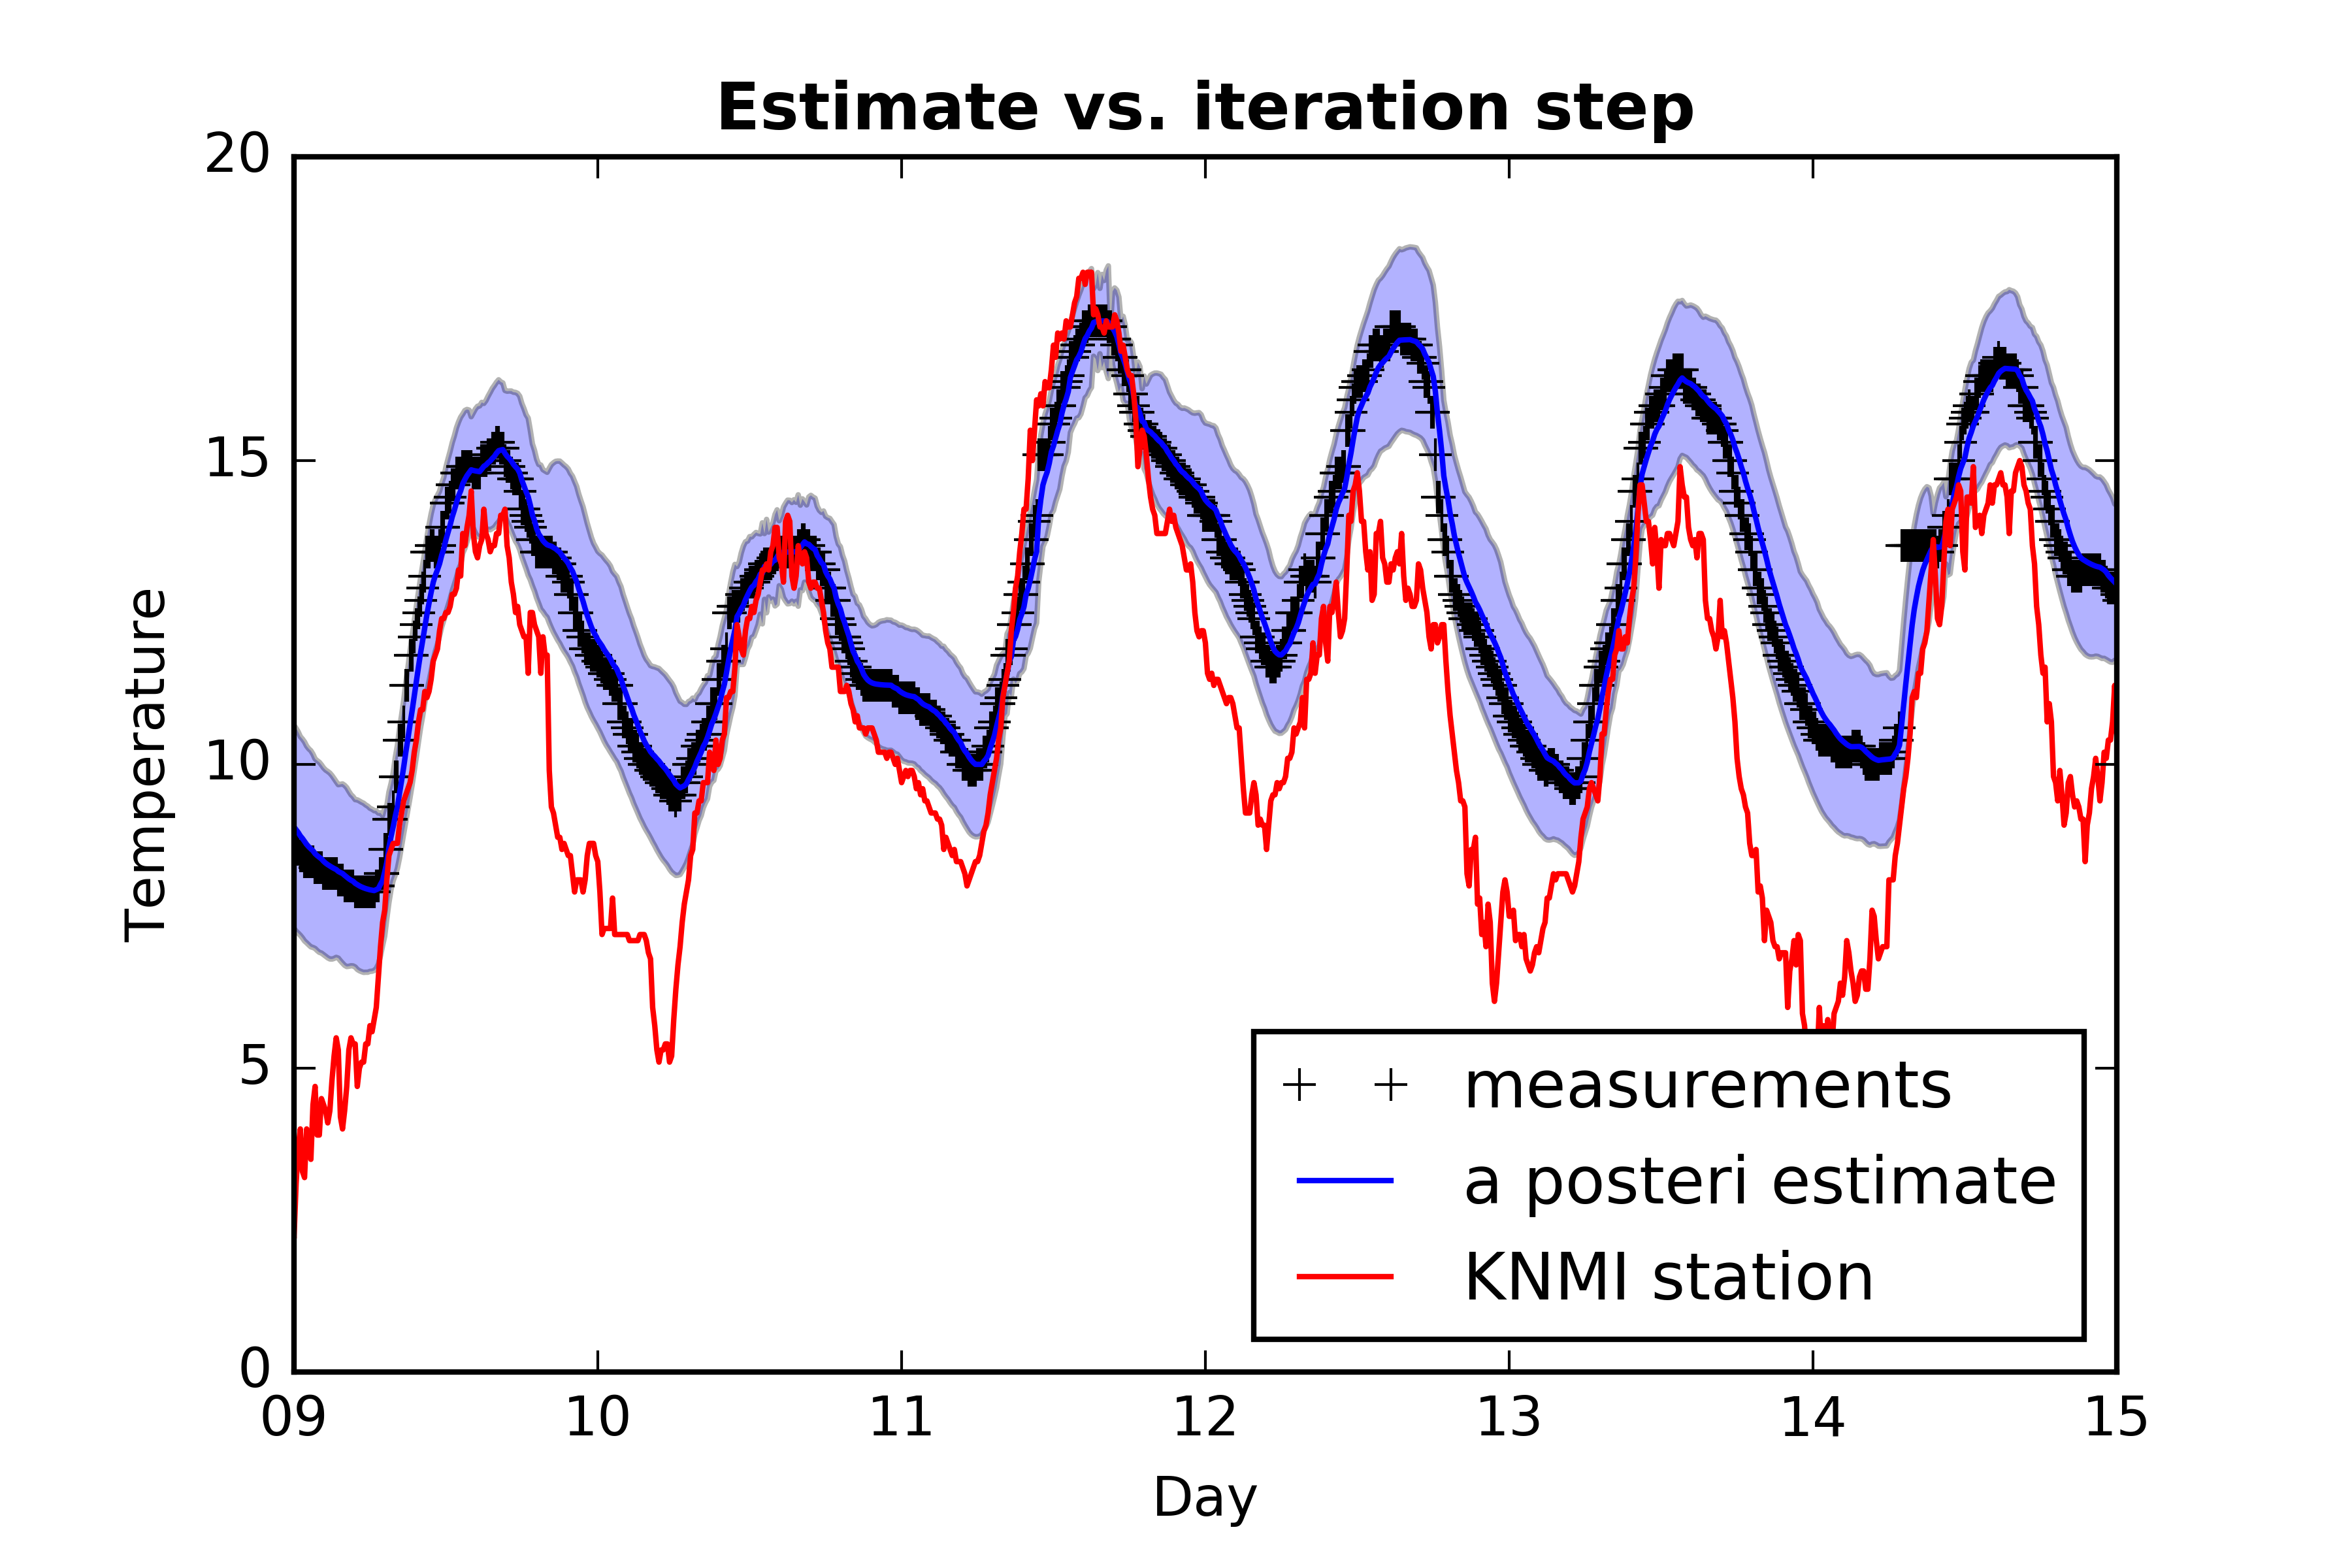 Estimate vs. iteration step
20
15
10
5
0
Temperature
09 10 11 12 13 14 15
Day
measurements
a posteri estimate
KNMI station